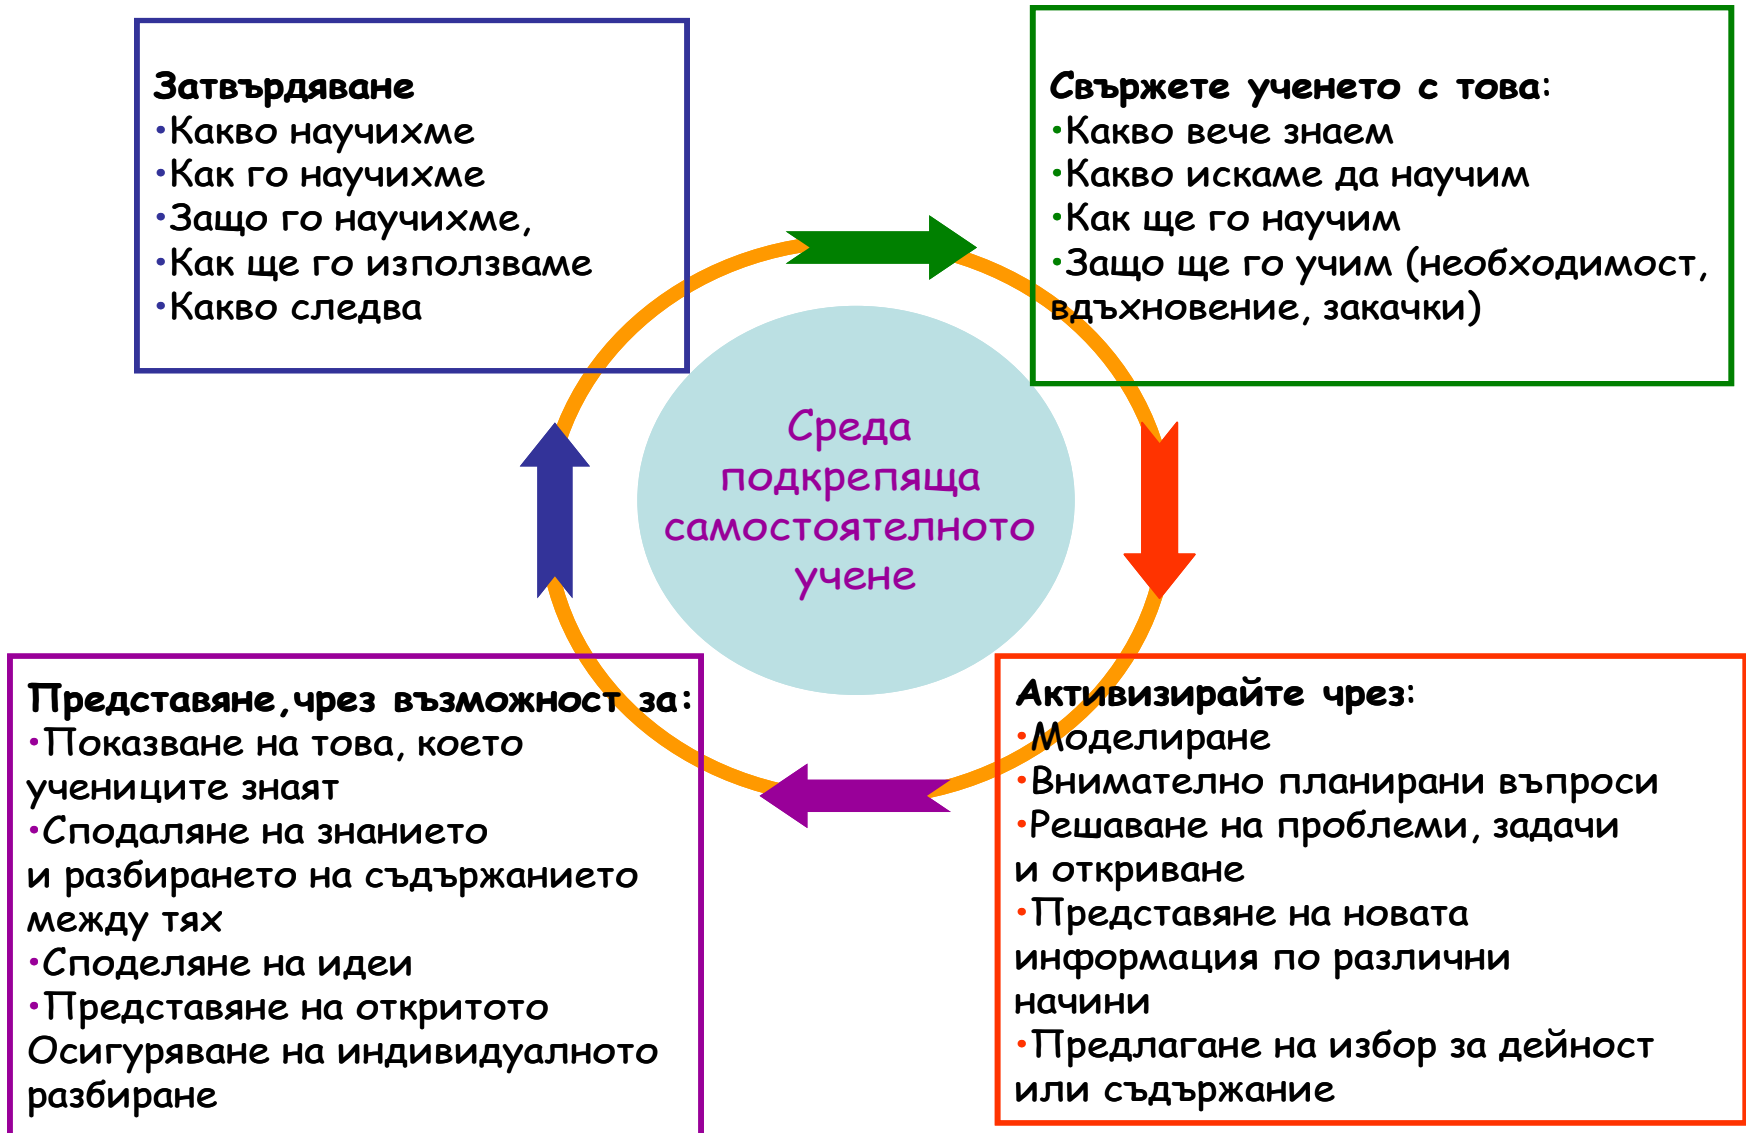 Затвърдяване
•Какво научихме
•Как го научихме
•Защо го научихме,
•Как ще го използваме
•Какво следва
Свържете ученето с това:
•Какво вече знаем
•Какво искаме да научим
•Как ще го научим
•Защо ще го учим (необходимост,
вдъхновение, закачки)
Среда
подкрепяща
самостоятелното
учене
Представяне,чрез възможност за:
•Показване на това, което
учениците знаят
•Сподаляне на знанието
и разбирането на съдържанието
между тях
•Споделяне на идеи
•Представяне на откритото
Осигуряване на индивидуалното
разбиране
Активизирайте чрез:
•Моделиране
•Внимателно планирани въпроси
•Решаване на проблеми, задачи
и откриване
•Представяне на новата
информация по различни
начини
•Предлагане на избор за дейност
или съдържание